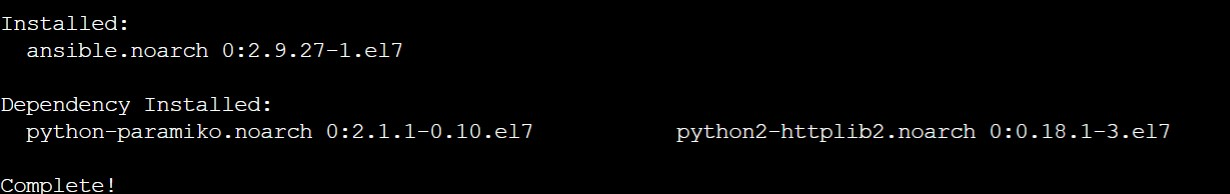 Installed:
ansible.noarch 0:2.9.27-1.el7
Dependency Installed:
python-paramiko.noarch 0:2.1.1-0.10.el7 python2-httplib2.noarch 0:0.18.1-3.el7
Complete!